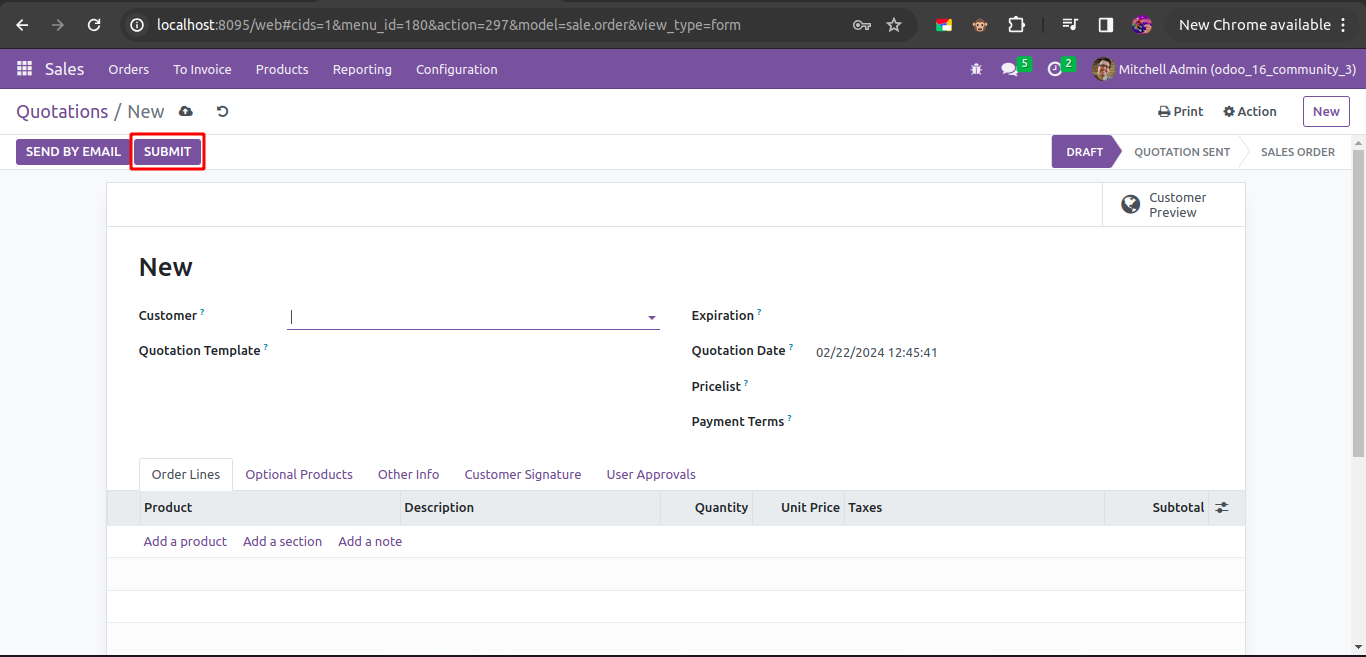 localhost:8095/web#cids=1&menu_id=180&action=297&model=sale.order&view_type=form
New Chrome available
Sales Orders To Invoice Products Reporting Configuration 5 2 Mitchell Admin (odoo_16_community_3)
Quotations / New Print Action New
SEND BY EMAIL SUBMIT DRAFT QUOTATION SENT SALES ORDER
Customer
Preview
New
Customer ? Expiration ?
Quotation Template ? Quotation Date ? 02/22/2024 12:45:41
Pricelist ?
Payment Terms ?
Order Lines Optional Products Other Info Customer Signature User Approvals
Product Description Quantity Unit Price Taxes Subtotal
Add a product Add a section Add a note